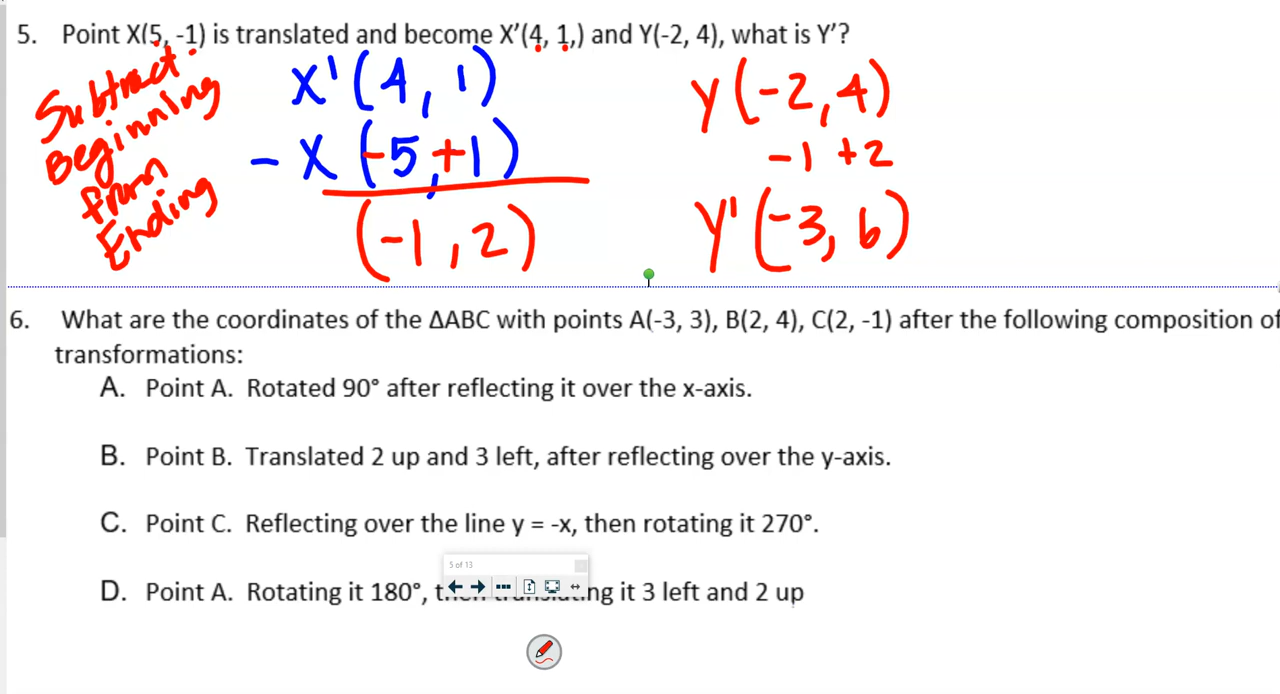 5. Point X(5, -1) is translated and become X'(4, 1,) and Y(-2, 4), what is Y'?
Subtract
Beginning
from
Ending
X'(4, 1)
- X (-5, +1)
(-1, 2)
Y(-2, 4)
-1 +2
Y'(-3, 6)
6. What are the coordinates of the ΔABC with points A(-3, 3), B(2, 4), C(2, -1) after the following composition of
transformations:
A. Point A. Rotated 90° after reflecting it over the x-axis.
B. Point B. Translated 2 up and 3 left, after reflecting over the y-axis.
C. Point C. Reflecting over the line y = -x, then rotating it 270°.
5 of 13
D. Point A. Rotating it 180°, then translating it 3 left and 2 up